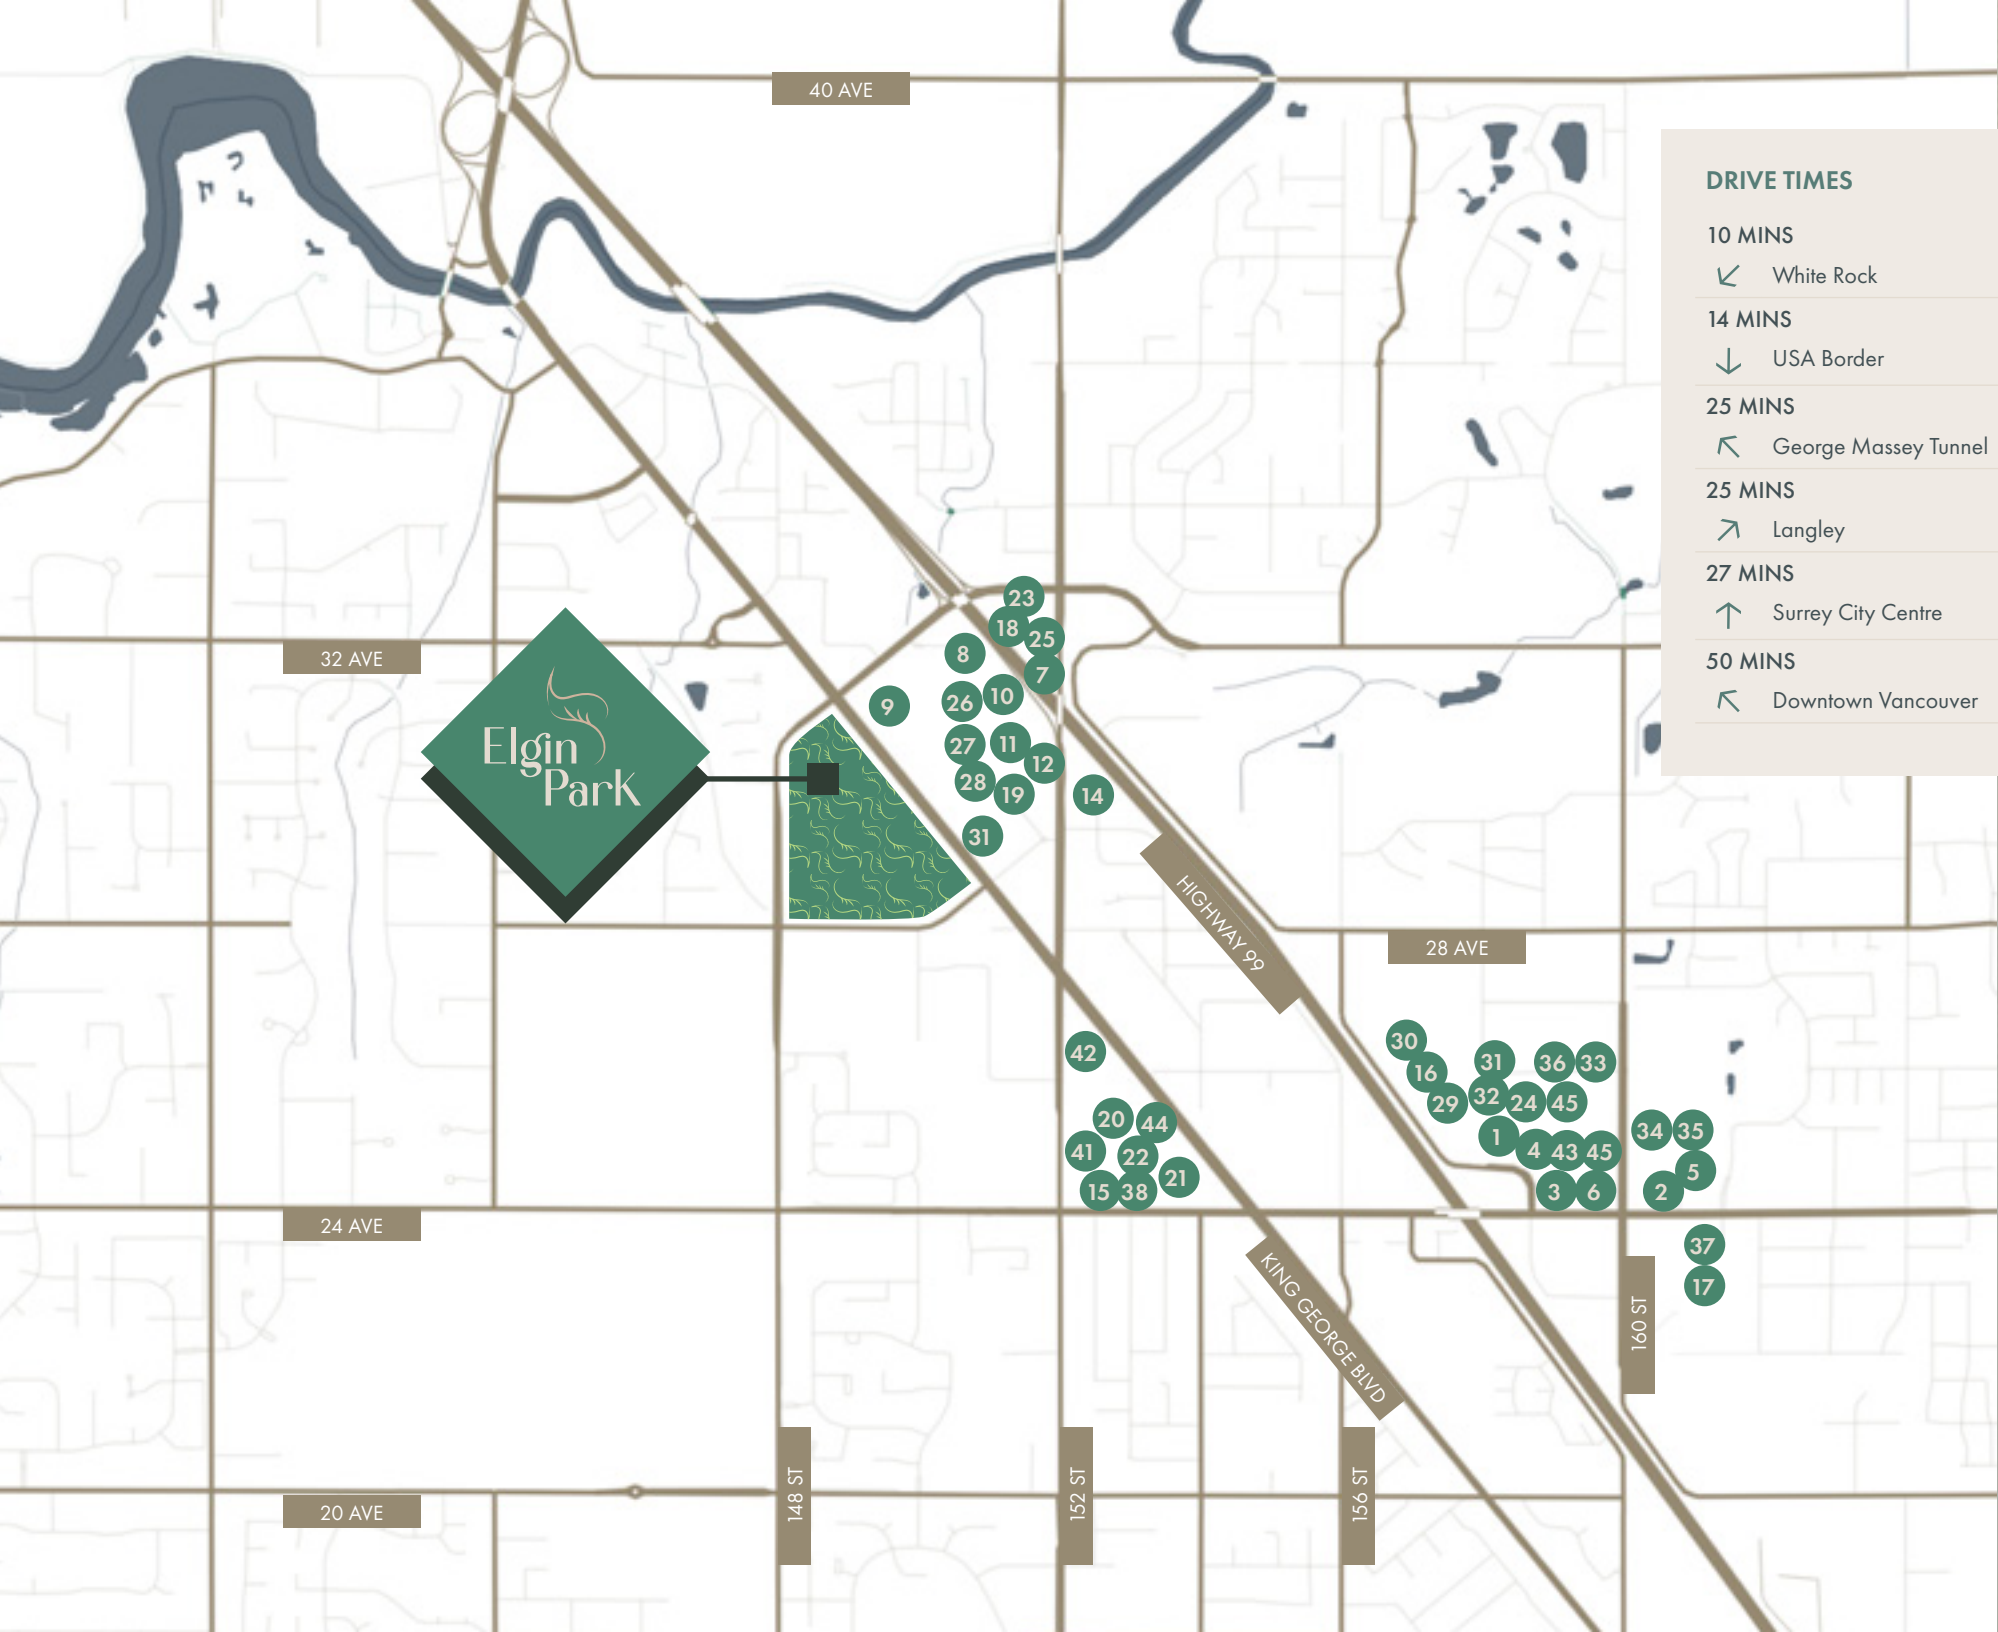 40 AVE
DRIVE TIMES
10 MINS
White Rock
14 MINS
USA Border
25 MINS
George Massey Tunnel
25 MINS
Langley
27 MINS
Surrey City Centre
50 MINS
Downtown Vancouver
32 AVE
Elgin
Park
23
18
25
8
7
9
26
10
27
11
12
28
19
14
31
HIGHWAY 99
28 AVE
42
30
16
29
31
36
33
32
24
45
20
44
41
22
15
38
21
1
4
43
45
3
6
34
35
5
2
24 AVE
37
17
KING GEORGE BLVD
160 ST
20 AVE
148 ST
152 ST
156 ST